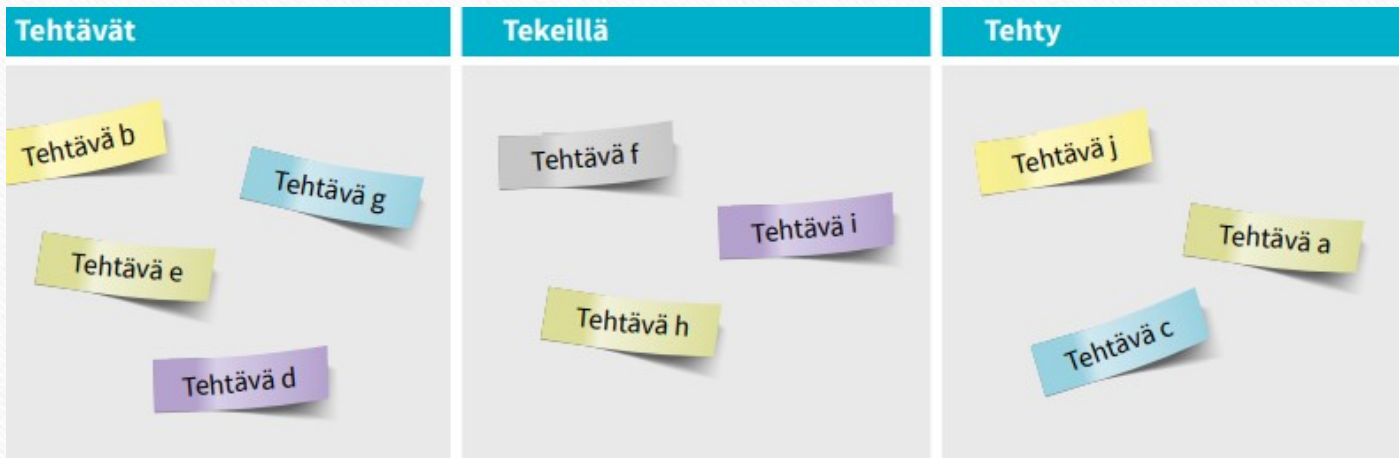 Tehtävät
Tehtävä b
Tehtävä g
Tehtävä e
Tehtävä d
Tekeillä
Tehtävä f
Tehtävä i
Tehtävä h
Tehty
Tehtävä j
Tehtävä a
Tehtävä c